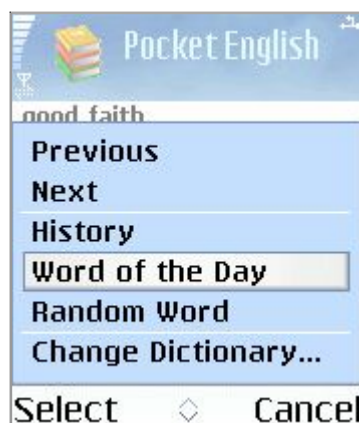 Pocket English
good faith
Previous
Next
History
Word of the Day
Random Word
Change Dictionary...
Select Cancel